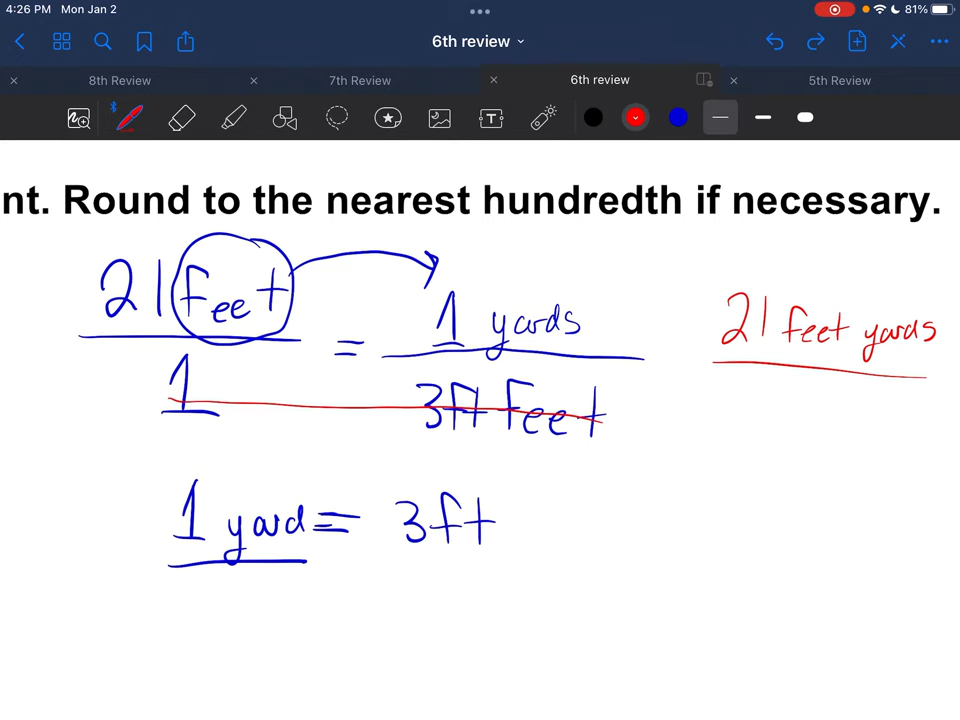 4:26 PM Mon Jan 2 81%
6th review
8th Review 7th Review 6th review 5th Review
nt. Round to the nearest hundredth if necessary.
21 feet
1
=
1 yards
3ft feet
21 feet yards
1 yard = 3ft